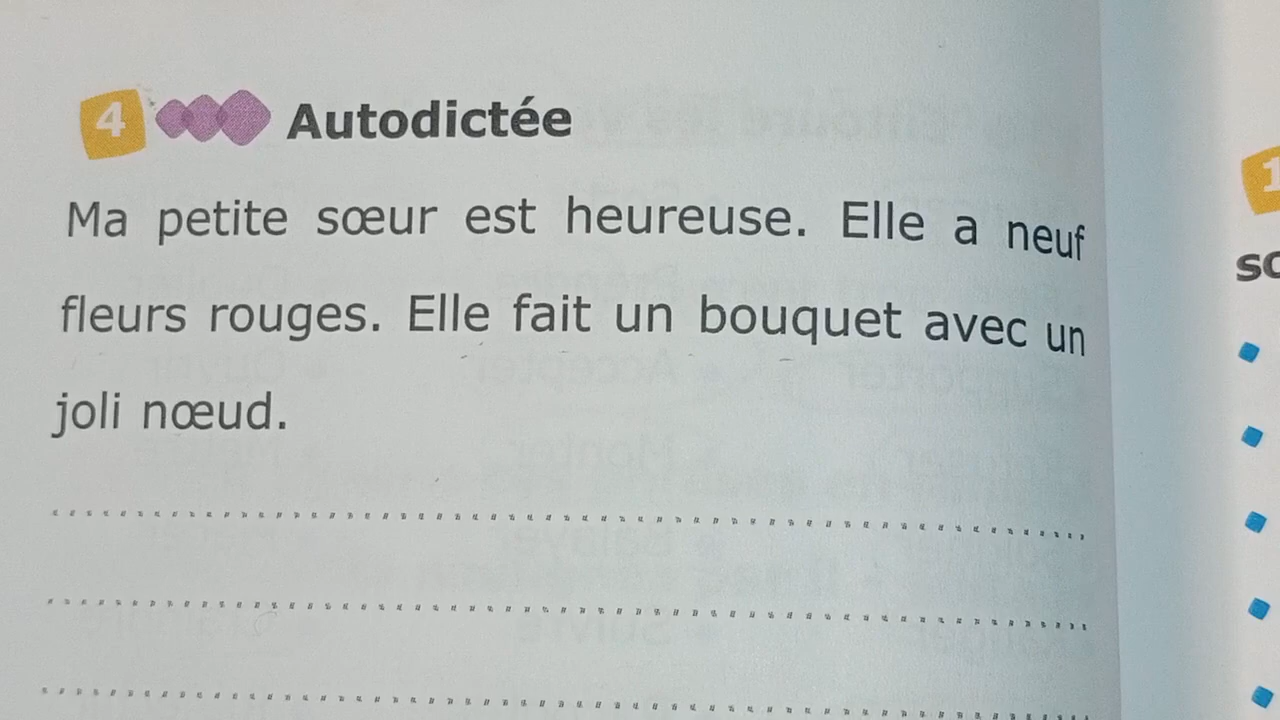 4 Autodictée
Ma petite sœur est heureuse. Elle a neuf
fleurs rouges. Elle fait un bouquet avec un
joli nœud.
1